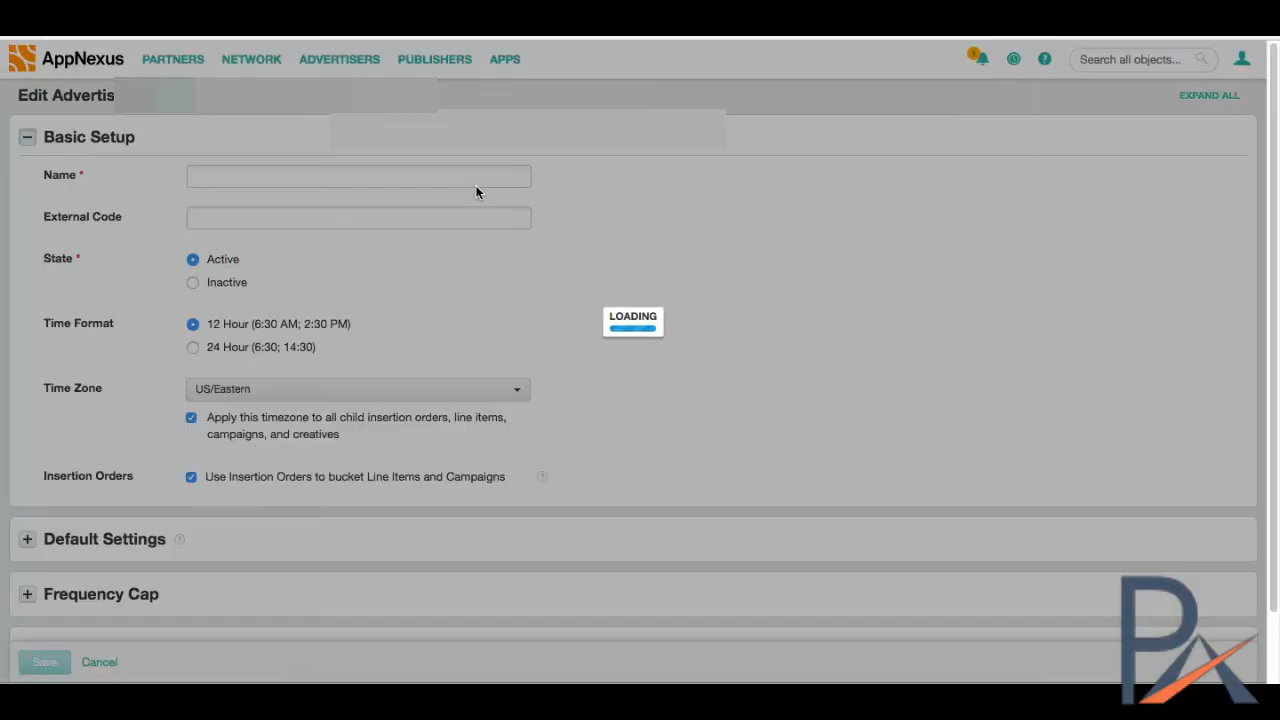 AppNexus PARTNERS NETWORK ADVERTISERS PUBLISHERS APPS ! ? Search all objects...
Edit Advertis EXPAND ALL
Basic Setup
Name *
External Code
State * Active
Inactive
Time Format 12 Hour (6:30 AM; 2:30 PM)
24 Hour (6:30; 14:30)
Time Zone US/Eastern
Apply this timezone to all child insertion orders, line items,
campaigns, and creatives
Insertion Orders Use Insertion Orders to bucket Line Items and Campaigns ?
LOADING
Default Settings ?
Frequency Cap
Save Cancel
PA